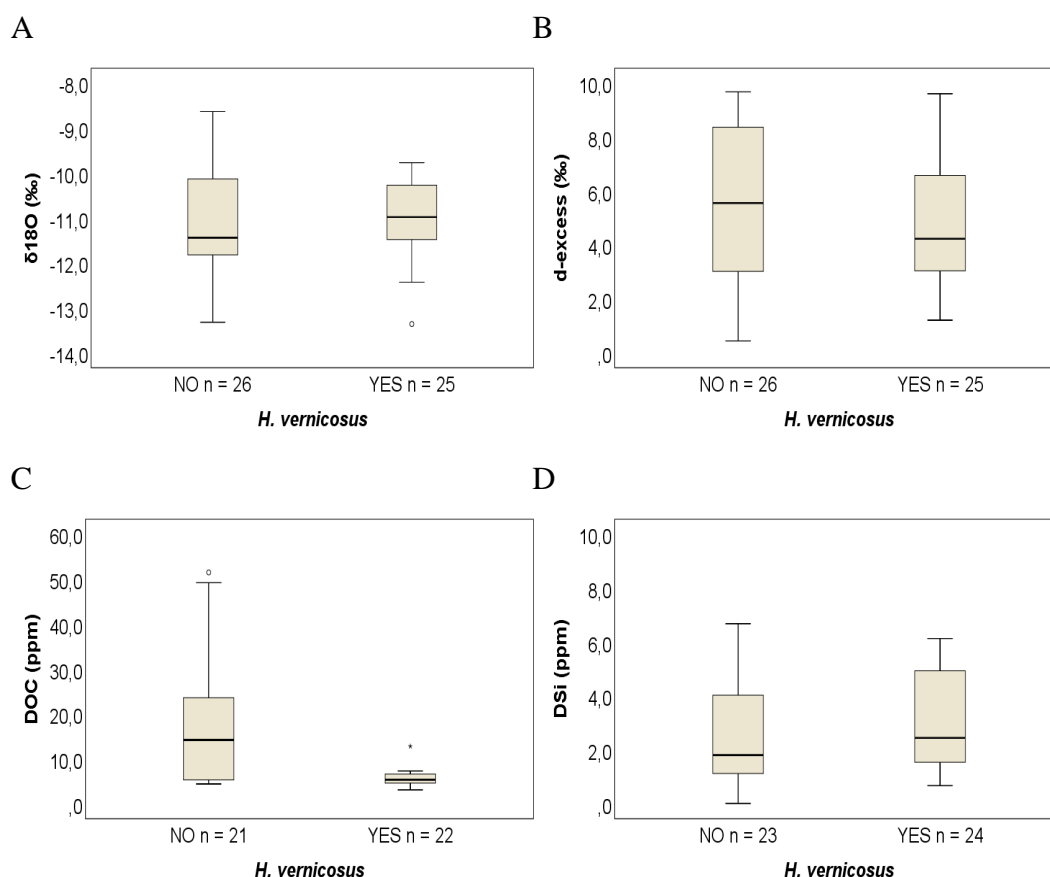 A
δ18O (‰)
-8,0
-9,0
-10,0
-11,0
-12,0
-13,0
-14,0
NO n = 26 YES n = 25
H. vernicosus
B
d-excess (‰)
10,0
8,0
6,0
4,0
2,0
,0
NO n = 26 YES n = 25
H. vernicosus
C
DOC (ppm)
60,0
50,0
40,0
30,0
20,0
10,0
,0
NO n = 21 YES n = 22
H. vernicosus
D
DSi (ppm)
10,0
8,0
6,0
4,0
2,0
,0
NO n = 23 YES n = 24
H. vernicosus